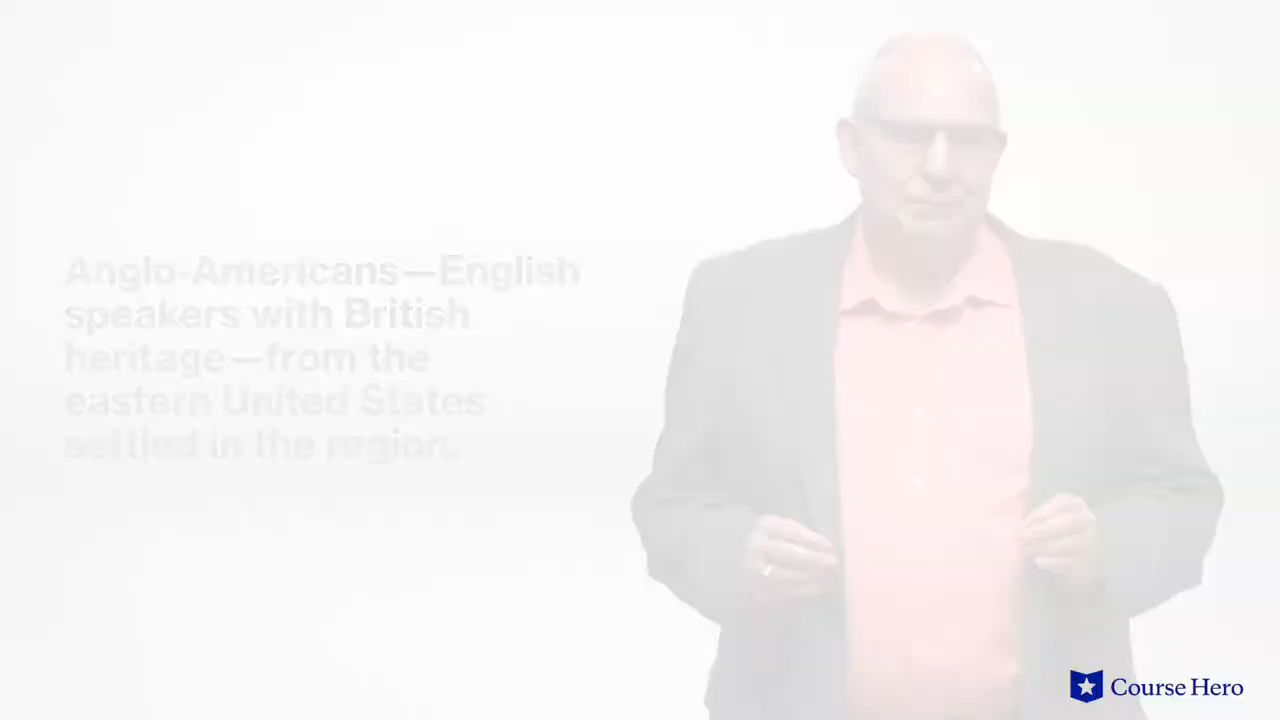 Anglo-Americans—English
speakers with British
heritage—from the
eastern United States
settled in the region.
Course Hero